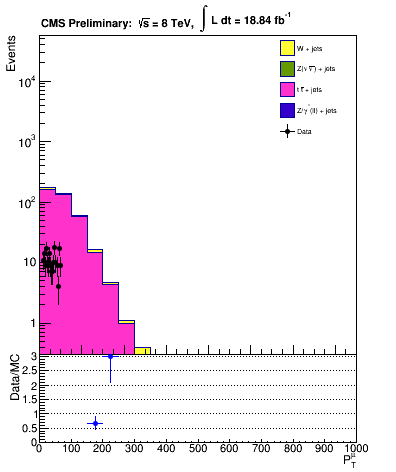 CMS Preliminary: √s = 8 TeV, ∫ L dt = 18.84 fb⁻¹
Events
W + jets
Z(ν ν̄) + jets
t t̄ + jets
Z/γ*(ll) + jets
Data
10⁴
10³
10²
10
1
Data/MC
3
2.5
2
1.5
1
0.5
0
0 100 200 300 400 500 600 700 800 900 1000
P_T^μ